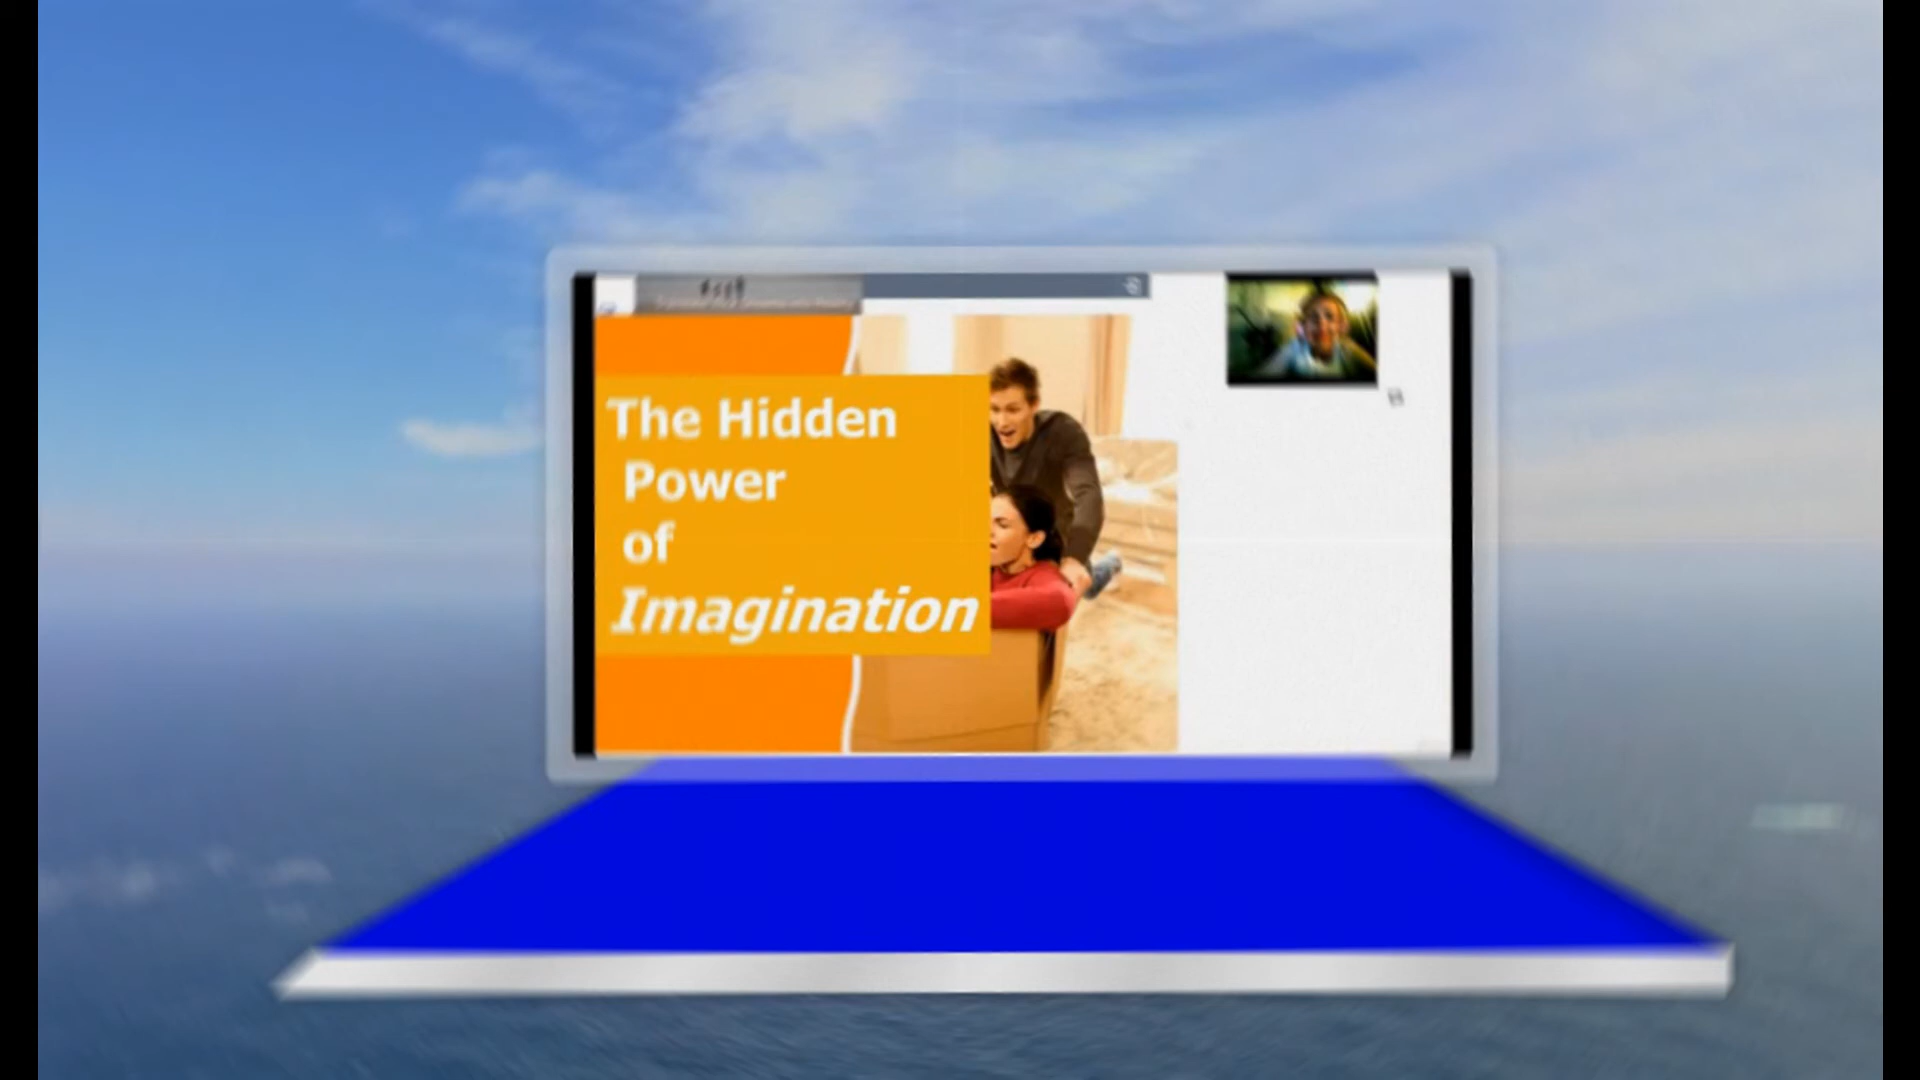 The Hidden
Power
of
Imagination